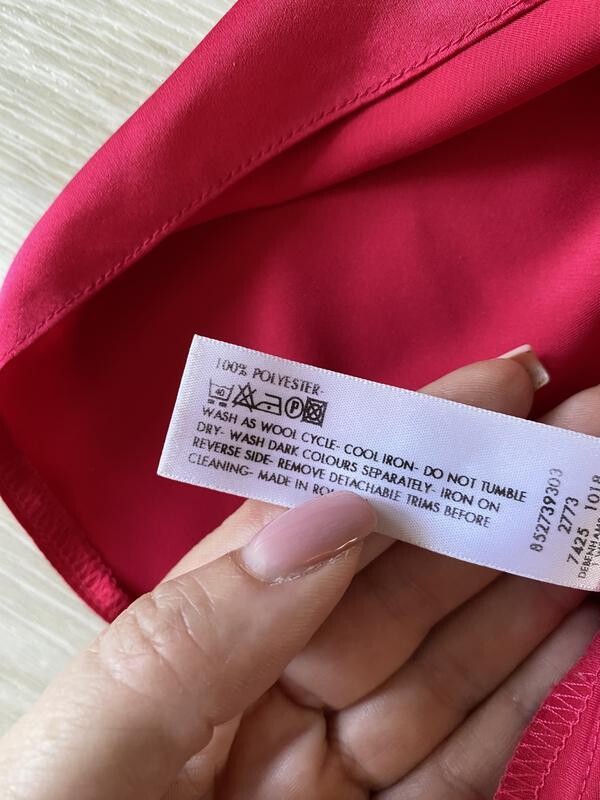 100% POLYESTER-
40 P
WASH AS WOOL CYCLE- COOL IRON- DO NOT TUMBLE
DRY- WASH DARK COLOURS SEPARATELY- IRON ON
REVERSE SIDE- REMOVE DETACHABLE TRIMS BEFORE
CLEANING- MADE IN
852739303
2773
7425 1018
DEBENHAMS